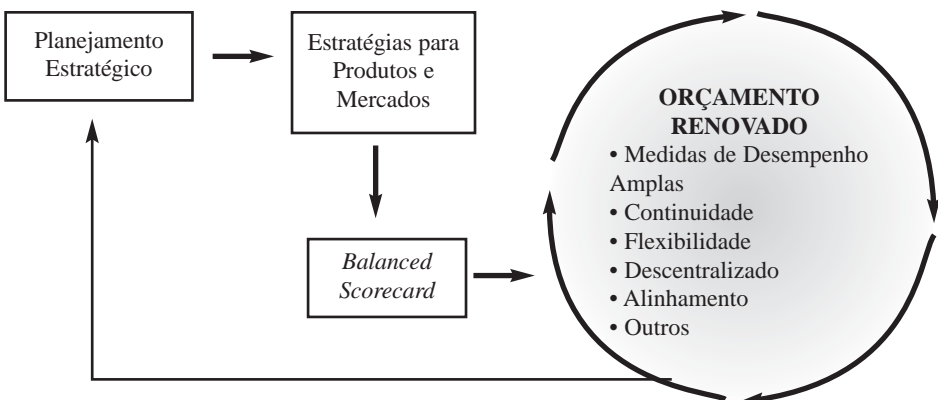 Planejamento
Estratégico
Estratégias para
Produtos e
Mercados
Balanced
Scorecard
ORÇAMENTO
RENOVADO
• Medidas de Desempenho
Amplas
• Continuidade
• Flexibilidade
• Descentralizado
• Alinhamento
• Outros